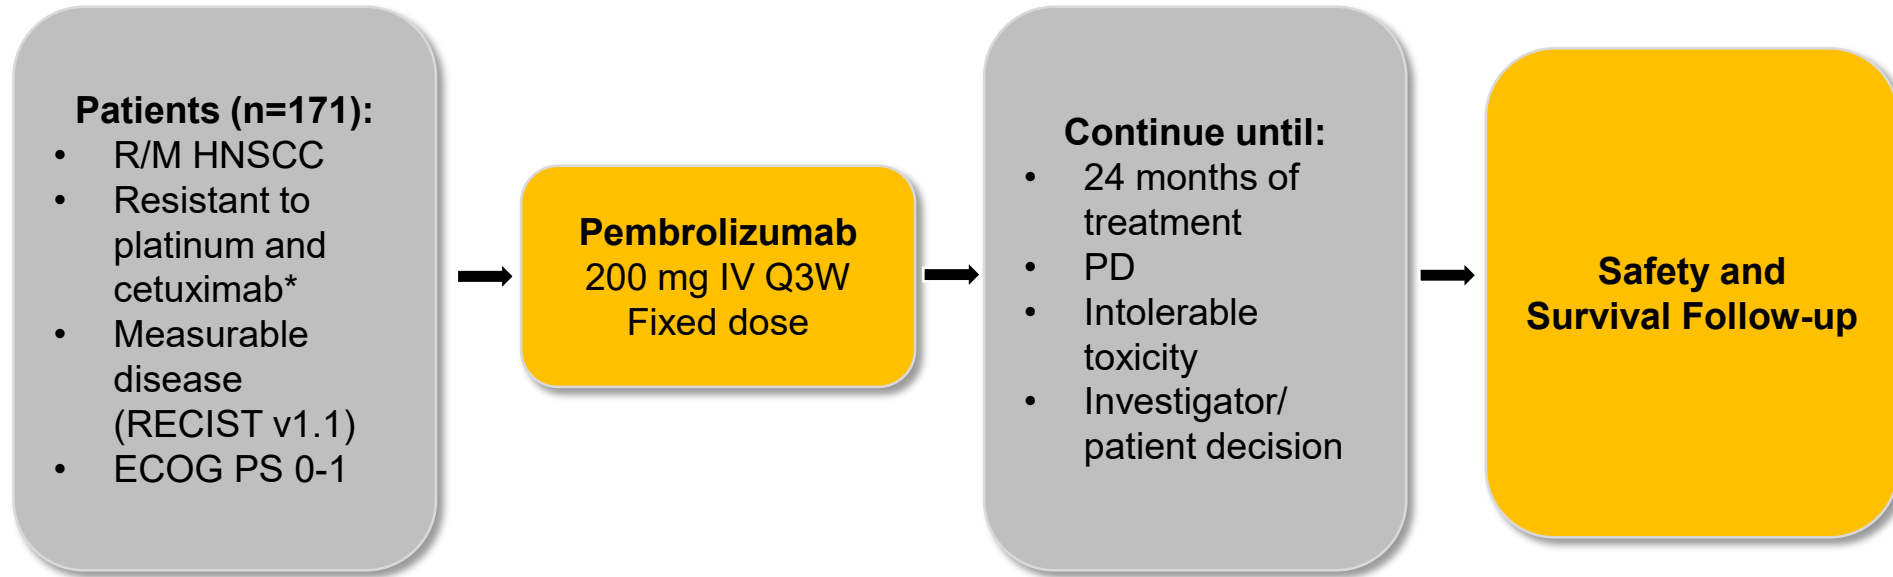 Patients (n=171):
• R/M HNSCC
• Resistant to
platinum and
cetuximab*
• Measurable
disease
(RECIST v1.1)
• ECOG PS 0-1
Pembrolizumab
200 mg IV Q3W
Fixed dose
Continue until:
• 24 months of
treatment
• PD
• Intolerable
toxicity
• Investigator/
patient decision
Safety and
Survival Follow-up